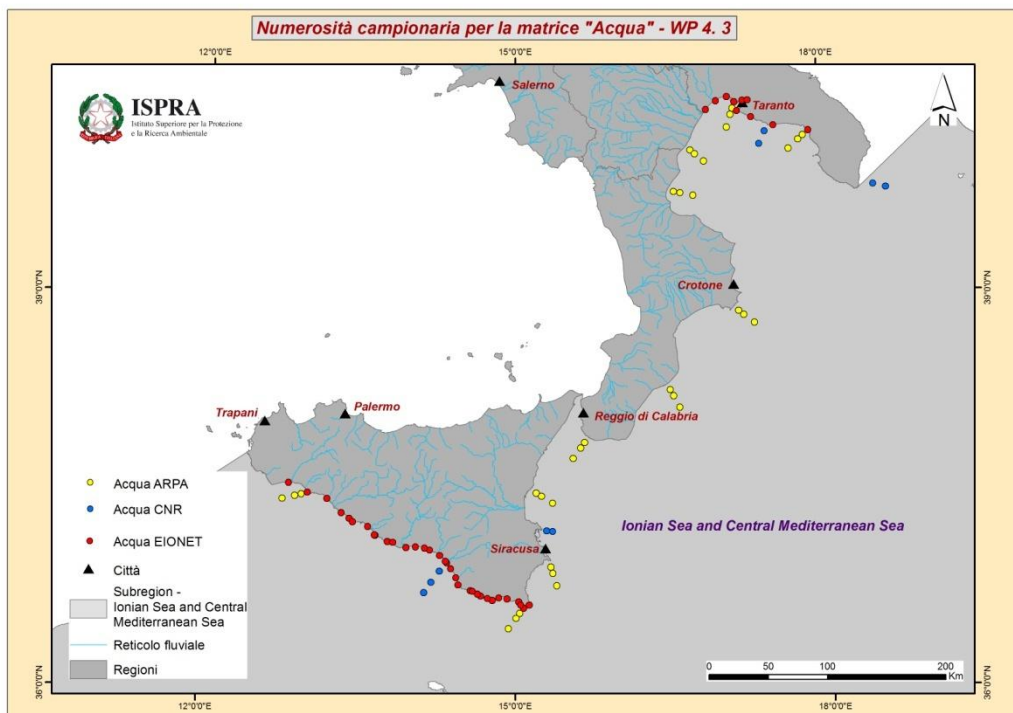 Numerosità campionaria per la matrice "Acqua" - WP 4. 3
12°0'0"E
15°0'0"E
18°0'0"E
ISPRA
Istituto Superiore per la Protezione
e la Ricerca Ambientale
Salerno
Taranto
N
39°0'0"N
39°0'0"N
Crotone
Trapani
Palermo
Reggio di Calabria
Acqua ARPA
Acqua CNR
Acqua EIONET
Città
Subregion -
Ionian Sea and Central
Mediterranean Sea
Reticolo fluviale
Regioni
Siracusa
Ionian Sea and Central Mediterranean Sea
0 50 100 200
Km
36°0'0"N
36°0'0"N
12°0'0"E
15°0'0"E
18°0'0"E